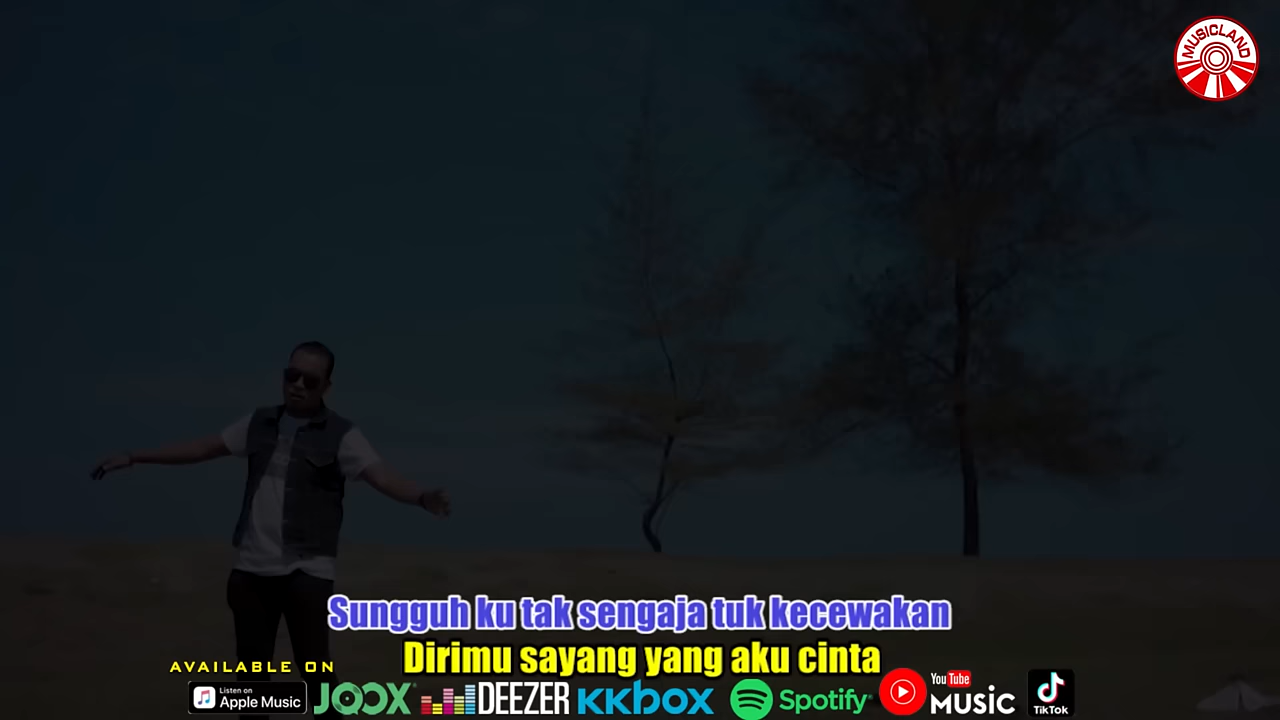 MUSICLAND
Sungguh ku tak sengaja tuk kecewakan
Dirimu sayang yang aku cinta
AVAILABLE ON
Listen on
Apple Music
JOOX
DEEZER
KKBOX
Spotify
YouTube
MUSIC
TikTok